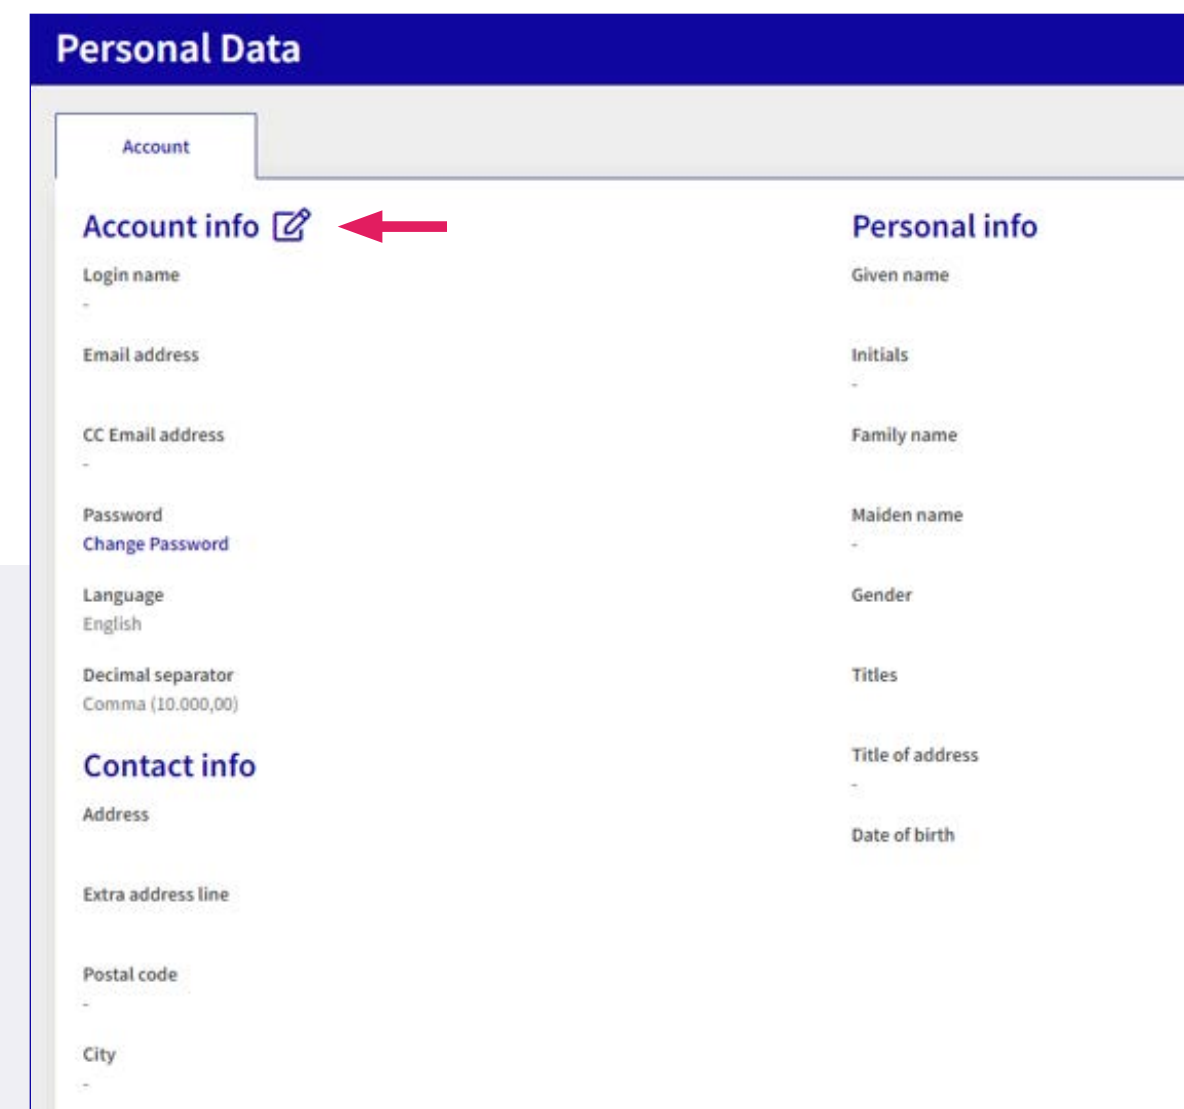 Personal Data
Account
Account info
Login name
-
Email address
CC Email address
-
Password
Change Password
Language
English
Decimal separator
Comma (10.000,00)
Contact info
Address
Extra address line
Postal code
-
City
-
Personal info
Given name
Initials
-
Family name
Maiden name
-
Gender
Titles
Title of address
-
Date of birth